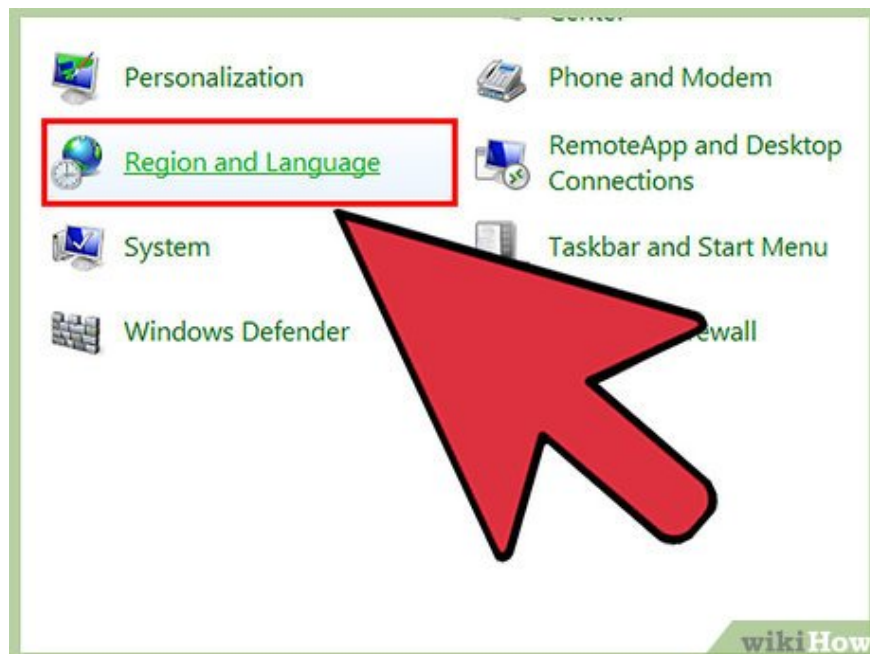 Personalization
Phone and Modem
Region and Language
RemoteApp and Desktop
Connections
System
Taskbar and Start Menu
Windows Defender
wikiHow